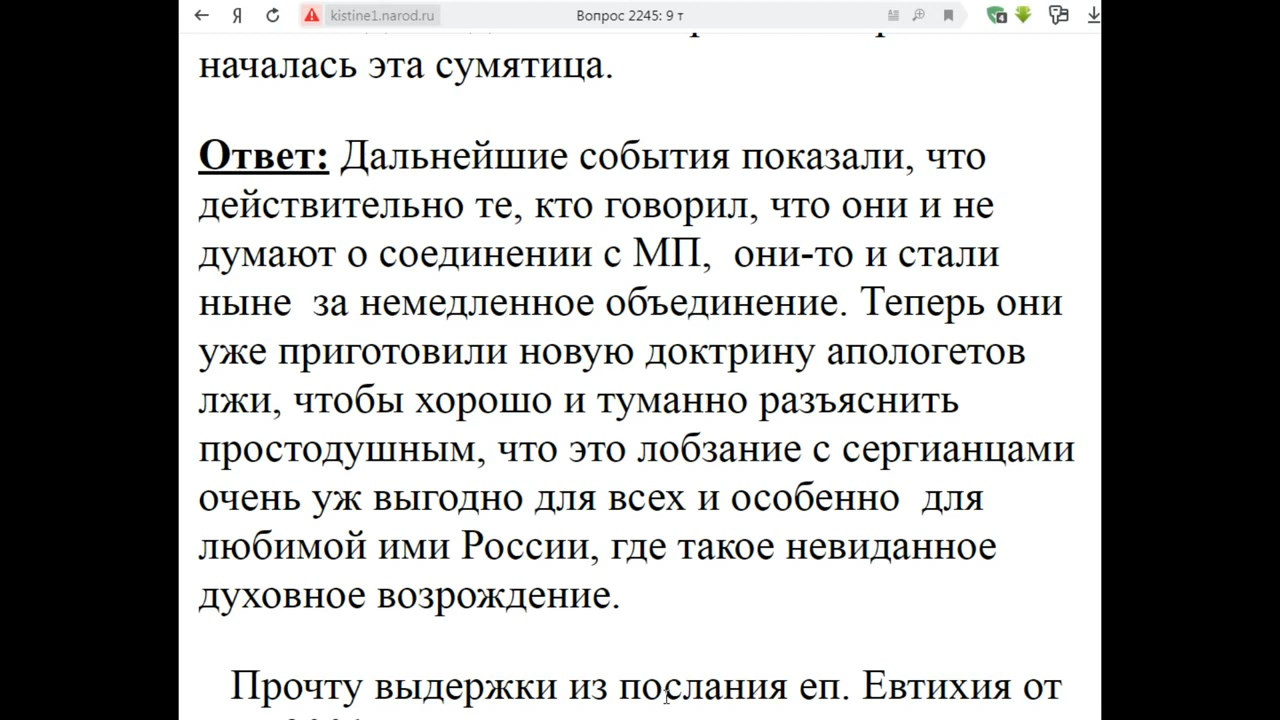 Я kistine1.narod.ru Вопрос 2245: 9 т 4
началась эта сумятица.
Ответ: Дальнейшие события показали, что
действительно те, кто говорил, что они и не
думают о соединении с МП, они-то и стали
ныне за немедленное объединение. Теперь они
уже приготовили новую доктрину апологетов
лжи, чтобы хорошо и туманно разъяснить
простодушным, что это лобзание с сергианцами
очень уж выгодно для всех и особенно для
любимой ими России, где такое невиданное
духовное возрождение.
Прочту выдержки из послания еп. Евтихия от